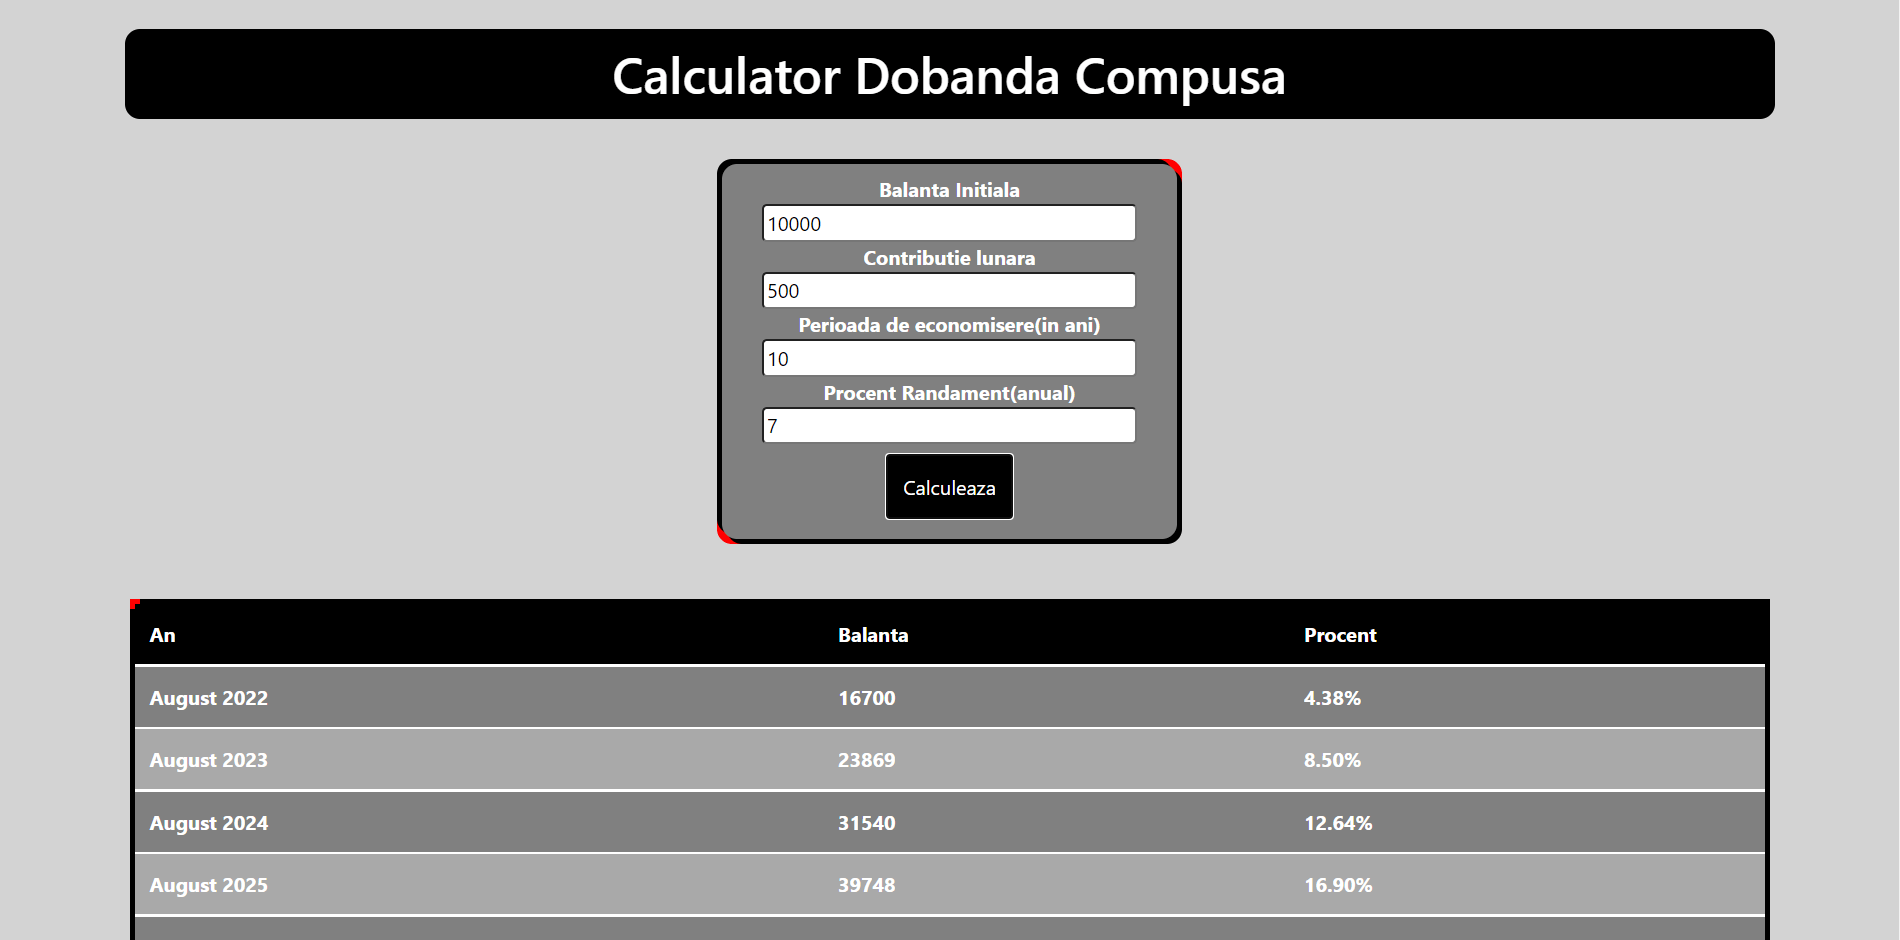 Calculator Dobanda Compusa
Balanta Initiala
10000
Contributie lunara
500
Perioada de economisere(in ani)
10
Procent Randament(anual)
7
Calculeaza
An Balanta Procent
August 2022 16700 4.38%
August 2023 23869 8.50%
August 2024 31540 12.64%
August 2025 39748 16.90%